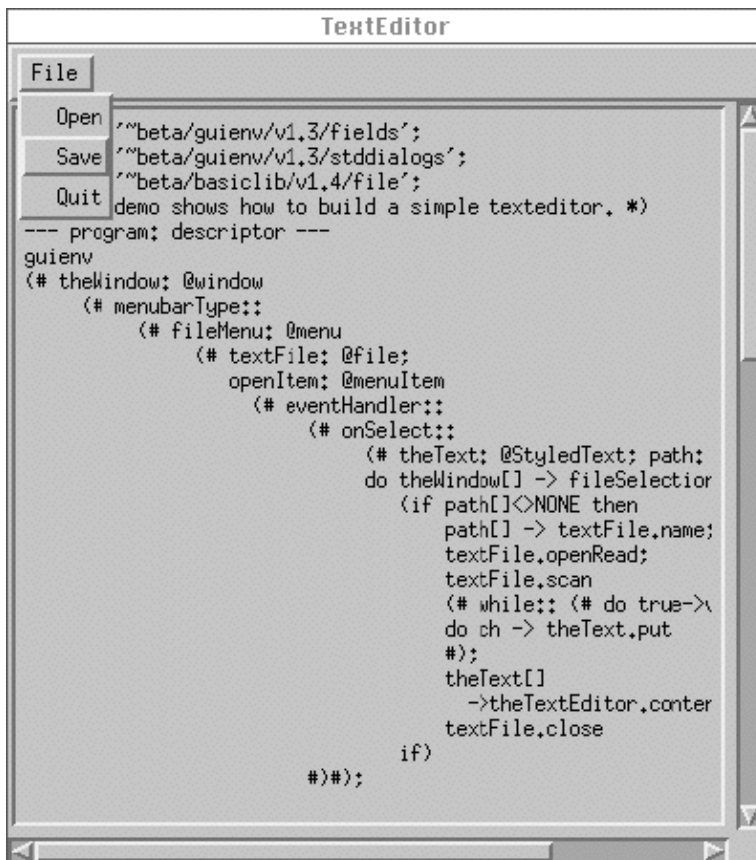 TextEditor
File
Open
Save
Quit
'~beta/guienv/v1.3/fields';
'~beta/guienv/v1.3/stddialogs';
'~beta/basiclib/v1.4/file';
demo shows how to build a simple texteditor. *)
--- program: descriptor ---
guienv
(# theWindow: @window
(# menubarType::
(# fileMenu: @menu
(# textFile: @file;
openItem: @menuItem
(# eventHandler::
(# onSelect::
(# theText: @StyledText; path:
do theWindow[] -> fileSelection
(if path[]<>NONE then
path[] -> textFile.name;
textFile.openRead;
textFile.scan
(# while:: (# do true->v
do ch -> theText.put
#);
theText[]
->theTextEditor.conten
textFile.close
if)
#)#);